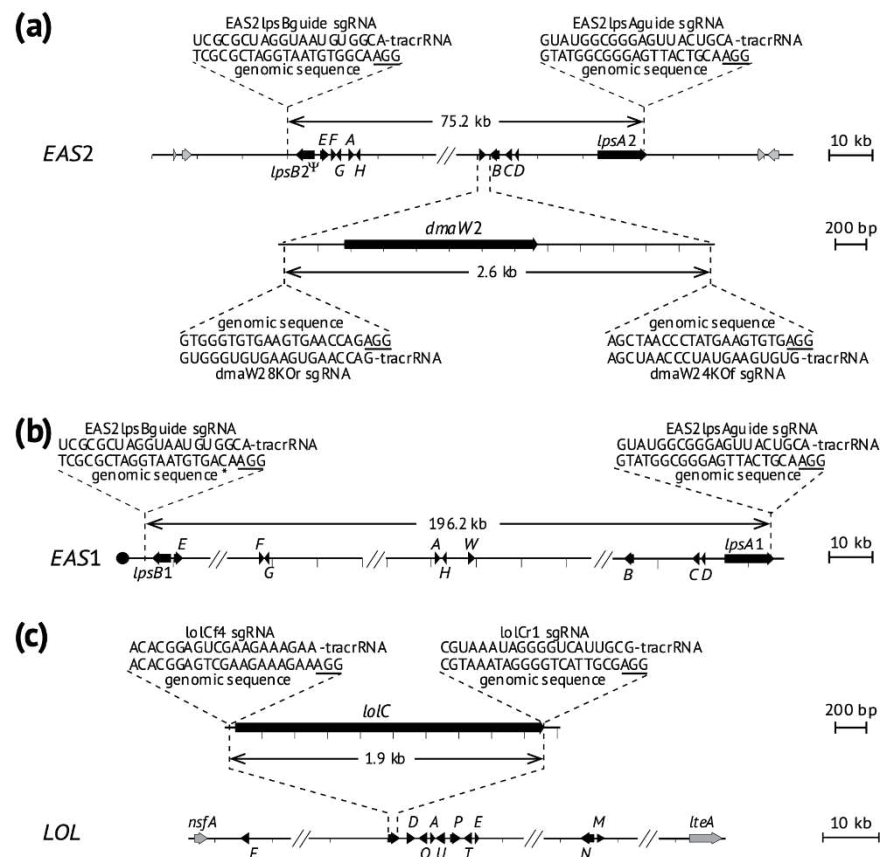 (a)
EAS2lpsBguide sgRNA
UCGCGCUAGGUAAUGUGGCA-tracrRNA
TCGCGCTAGGTAATGTGGCAAGG
genomic sequence
EAS2lpsAguide sgRNA
GUAUGGCGGGAGUUACUGCA-tracrRNA
GTATGGCGGGAGTTACTGCAAGG
genomic sequence
75.2 kb
EAS2
lpsB2Ψ
E F
G
A
H
B
C D
lpsA2
10 kb
dmaW2
200 bp
2.6 kb
genomic sequence
GTGGGTGTGAAGTGAACCAGAGG
GUGGGUGUGAAGUGAACCAG-tracrRNA
dmaW28KOr sgRNA
genomic sequence
AGCTAACCCTATGAAGTGTGAGG
AGCUAACCCUAUGAAGUGUG-tracrRNA
dmaW24KOf sgRNA
(b)
EAS2lpsBguide sgRNA
UCGCGCUAGGUAAUGUGGCA-tracrRNA
TCGCGCTAGGTAATGTGACAAGG
genomic sequence *
EAS2lpsAguide sgRNA
GUAUGGCGGGAGUUACUGCA-tracrRNA
GTATGGCGGGAGTTACTGCAAGG
genomic sequence
196.2 kb
EAS1
lpsB1
E
F
G
A
H
W
B
C D
lpsA1
10 kb
(c)
lolCf4 sgRNA
ACACGGAGUCGAAGAAAGAA-tracrRNA
ACACGGAGTCGAAGAAAGAAAGG
genomic sequence
lolCr1 sgRNA
CGUAAAUAGGGGUCAUUGCG-tracrRNA
CGTAAATAGGGGTCATTGCGAGG
genomic sequence
lolC
200 bp
1.9 kb
LOL
nsfA
F
D
O
A
U
P
T
E
N
M
lteA
10 kb